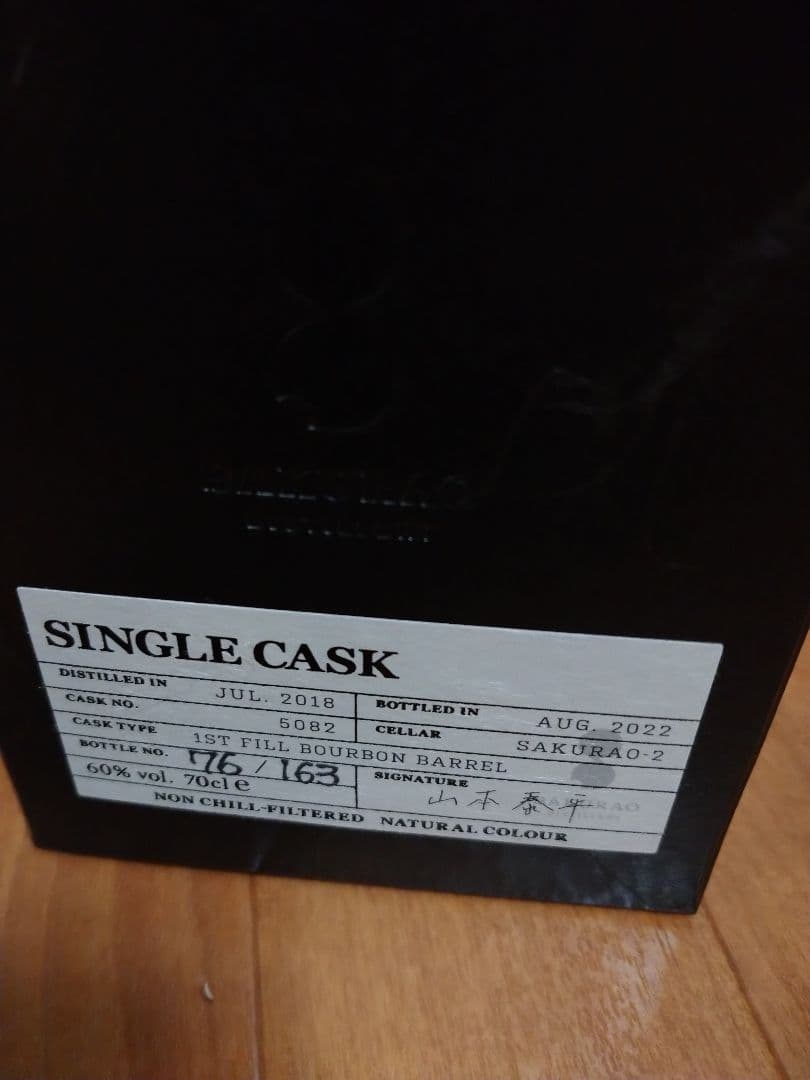 SINGLE CASK
DISTILLED IN JUL. 2018 BOTTLED IN AUG. 2022
CASK NO. 5082 CELLAR SAKURAO-2
CASK TYPE 1ST FILL BOURBON BARREL
BOTTLE NO. 76 / 163 SIGNATURE 山本泰平
60% vol. 70cl e
NON CHILL-FILTERED NATURAL COLOUR